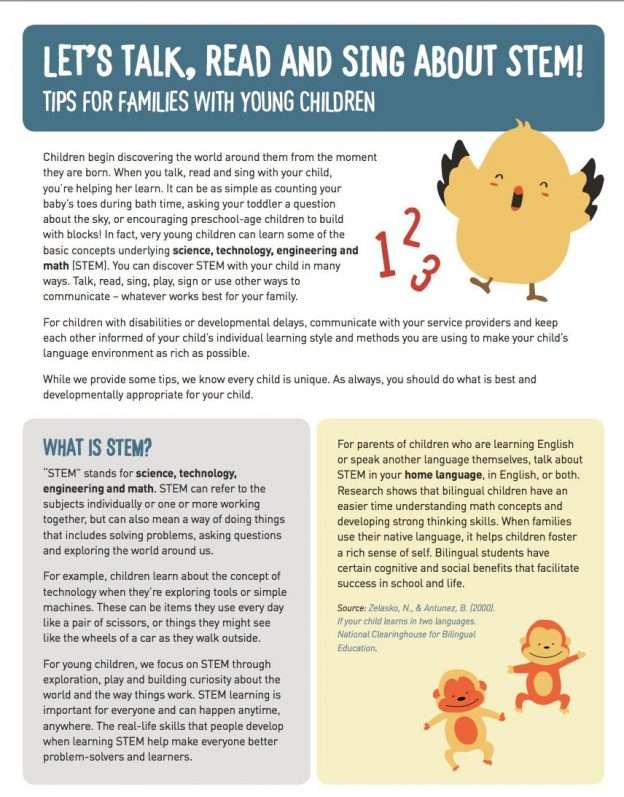 LET'S TALK, READ AND SING ABOUT STEM!
TIPS FOR FAMILIES WITH YOUNG CHILDREN
Children begin discovering the world around them from the moment
they are born. When you talk, read and sing with your child,
you're helping her learn. It can be as simple as counting your
baby's toes during bath time, asking your toddler a question
about the sky, or encouraging preschool-age children to build
with blocks! In fact, very young children can learn some of the
basic concepts underlying science, technology, engineering and
math (STEM). You can discover STEM with your child in many
ways. Talk, read, sing, play, sign or use other ways to
communicate – whatever works best for your family.
1 2 3
For children with disabilities or developmental delays, communicate with your service providers and keep
each other informed of your child's individual learning style and methods you are using to make your child's
language environment as rich as possible.
While we provide some tips, we know every child is unique. As always, you should do what is best and
developmentally appropriate for your child.
WHAT IS STEM?
"STEM" stands for science, technology,
engineering and math. STEM can refer to the
subjects individually or one or more working
together, but can also mean a way of doing things
that includes solving problems, asking questions
and exploring the world around us.
For example, children learn about the concept of
technology when they're exploring tools or simple
machines. These can be items they use every day
like a pair of scissors, or things they might see
like the wheels of a car as they walk outside.
For young children, we focus on STEM through
exploration, play and building curiosity about the
world and the way things work. STEM learning is
important for everyone and can happen anytime,
anywhere. The real-life skills that people develop
when learning STEM help make everyone better
problem-solvers and learners.
For parents of children who are learning English
or speak another language themselves, talk about
STEM in your home language, in English, or both.
Research shows that bilingual children have an
easier time understanding math concepts and
developing strong thinking skills. When families
use their native language, it helps children foster
a rich sense of self. Bilingual students have
certain cognitive and social benefits that facilitate
success in school and life.
Source: Zelasko, N., & Antunez, B. (2000).
If your child learns in two languages.
National Clearinghouse for Bilingual
Education.